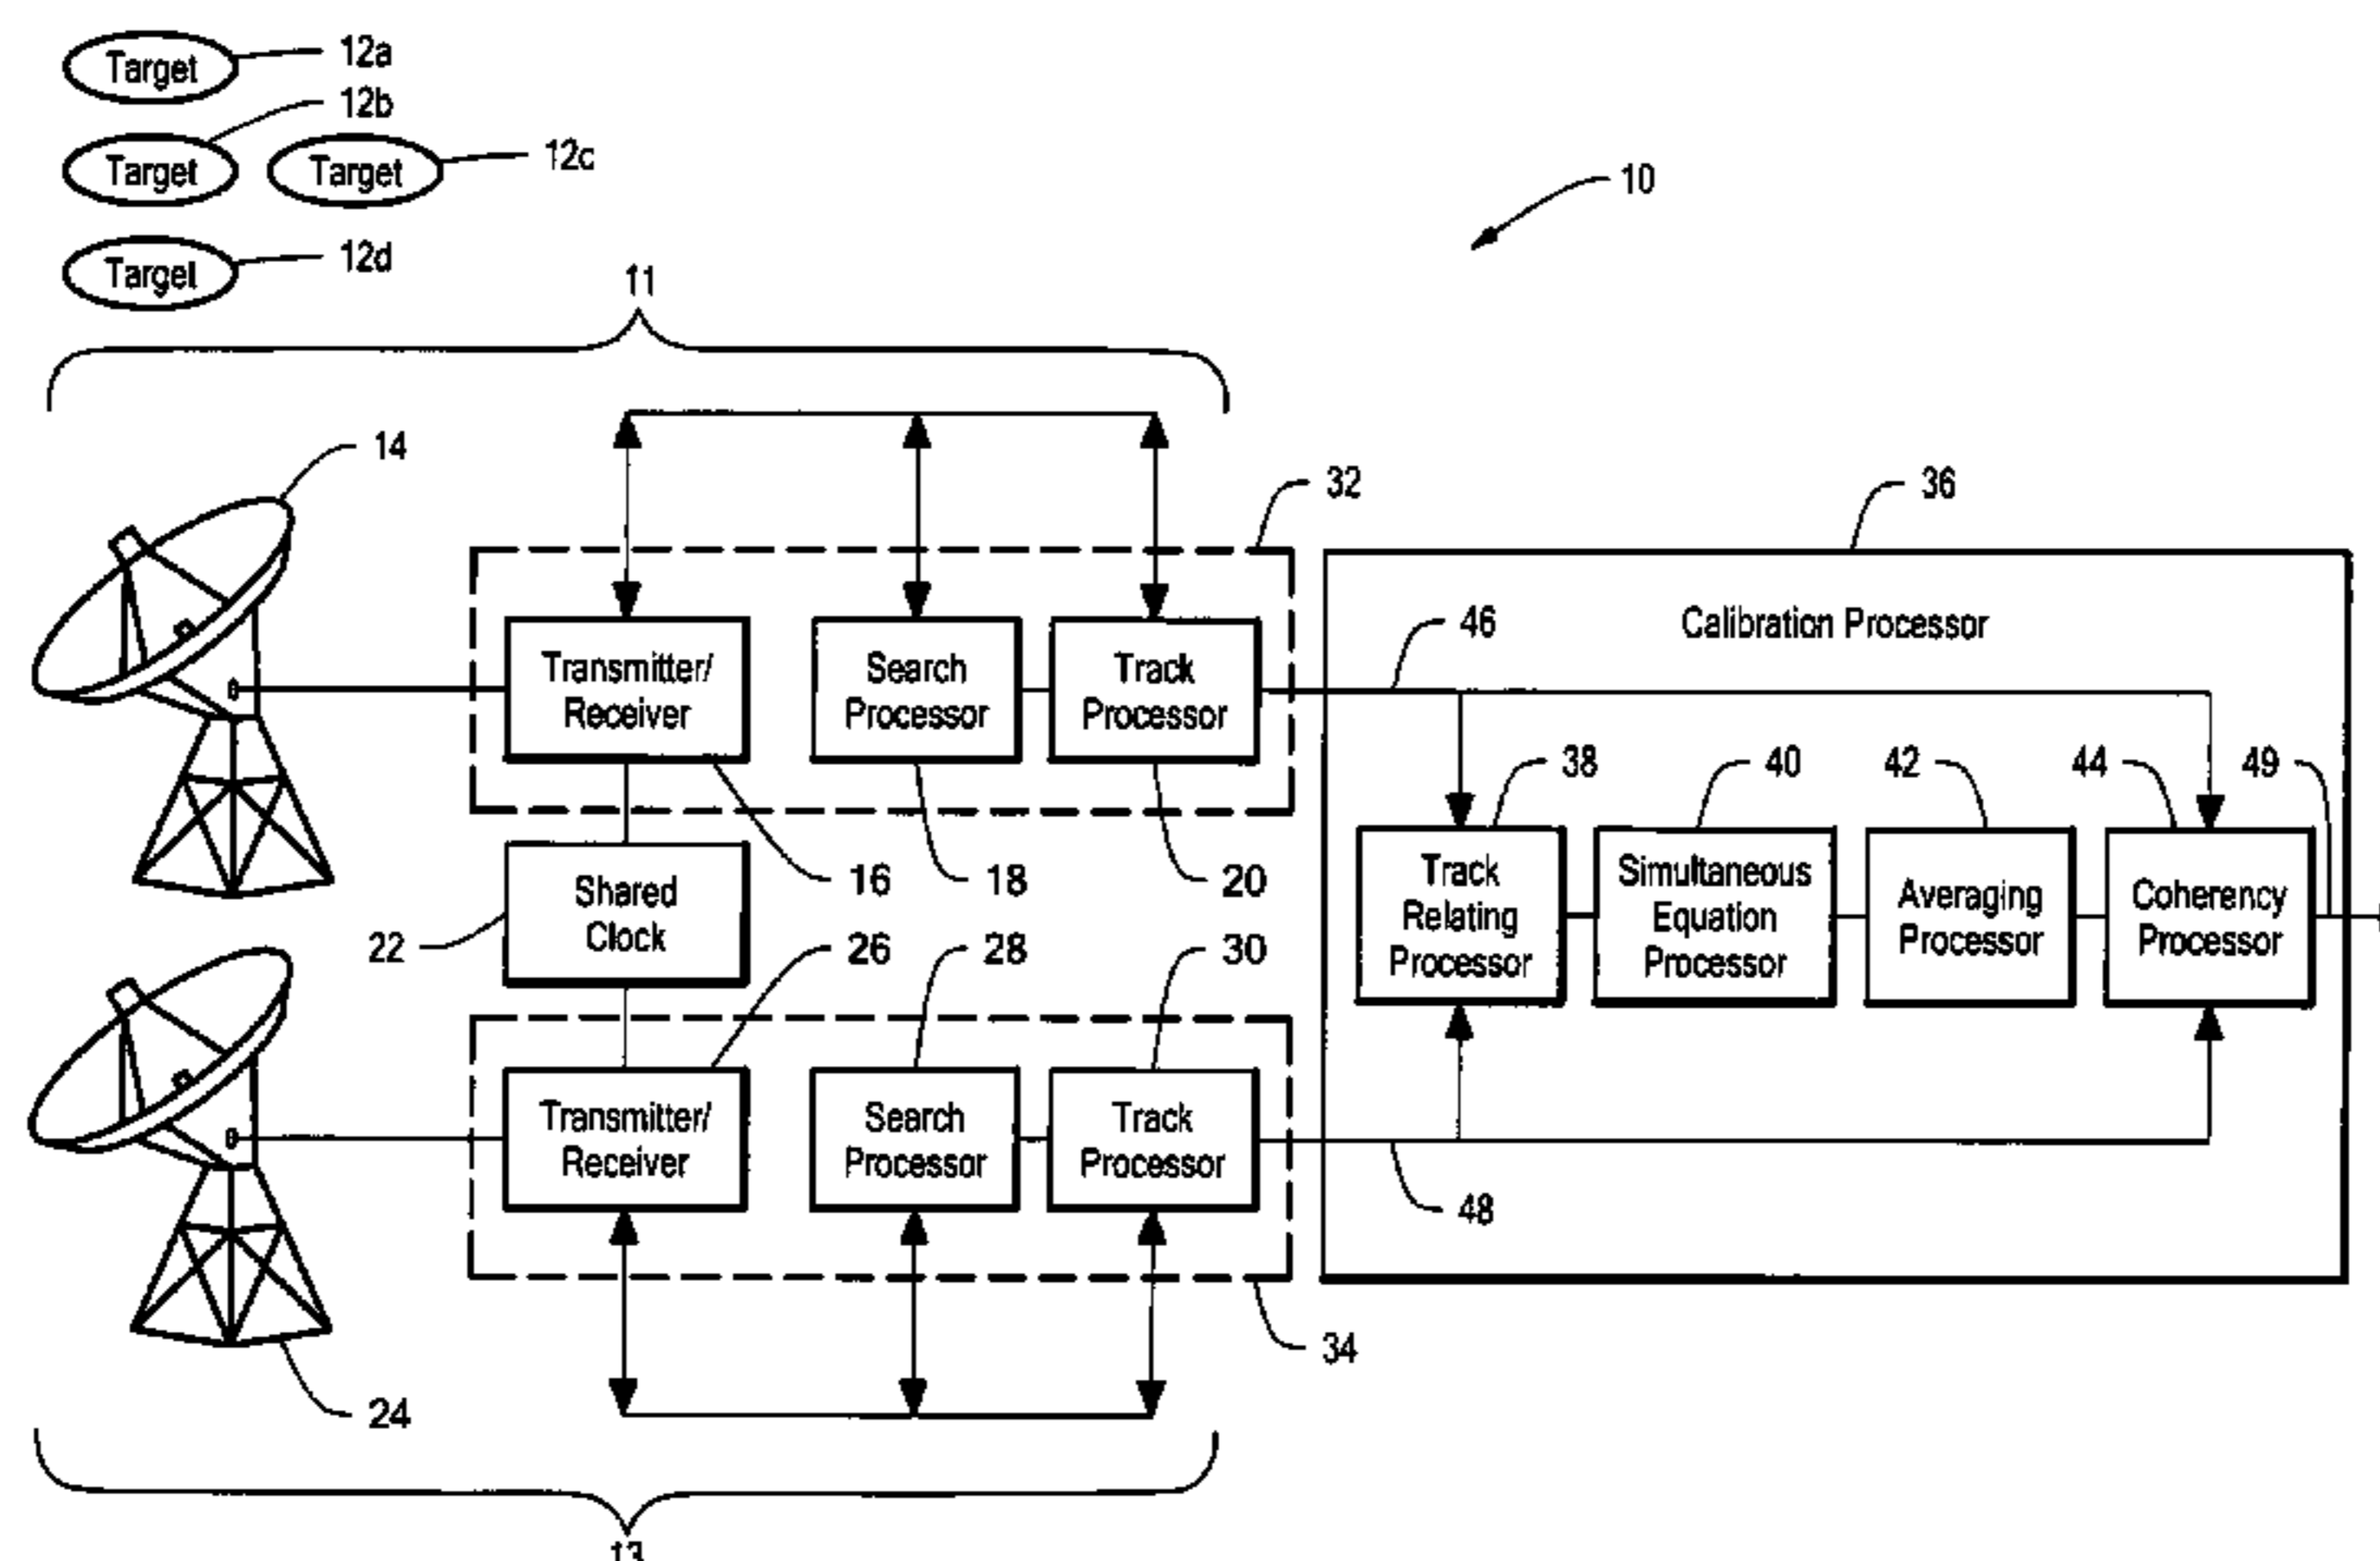 Target
12a
12b
Target
Target
12c
Target
12d
10
11
14
32
36
Calibration Processor
46
Transmitter/
Receiver
Search
Processor
Track
Processor
38
40
42
44
49
16
18
20
Shared
Clock
22
26
28
30
Track
Relating
Processor
Simultaneous
Equation
Processor
Averaging
Processor
Coherency
Processor
Transmitter/
Receiver
Search
Processor
Track
Processor
48
34
24
13